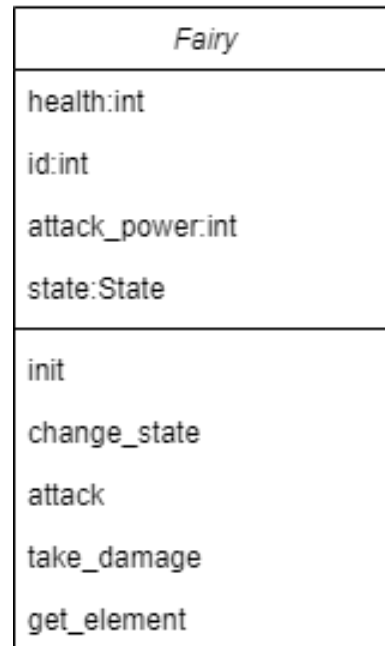 Fairy
health:int
id:int
attack_power:int
state:State
init
change_state
attack
take_damage
get_element